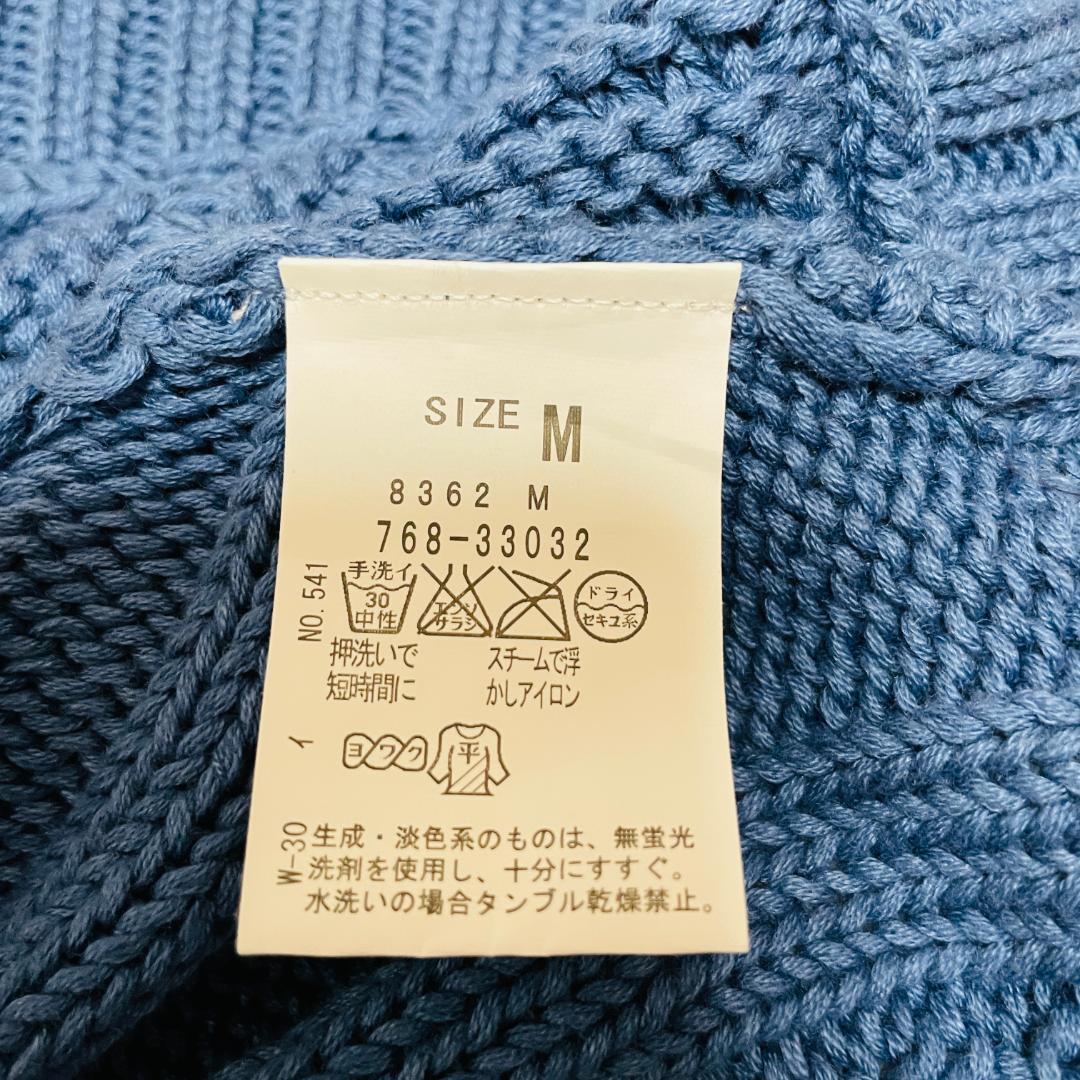 SIZE M
8362 M
768-33032
NO.541
手洗イ
30
中性
エンソ
サラシ
ドライ
セキユ系
押洗いで
短時間に
スチームで浮
かしアイロン
イ
ヨワク
平
W-30
生成・淡色系のものは、無蛍光
洗剤を使用し、十分にすすぐ。
水洗いの場合タンブル乾燥禁止。